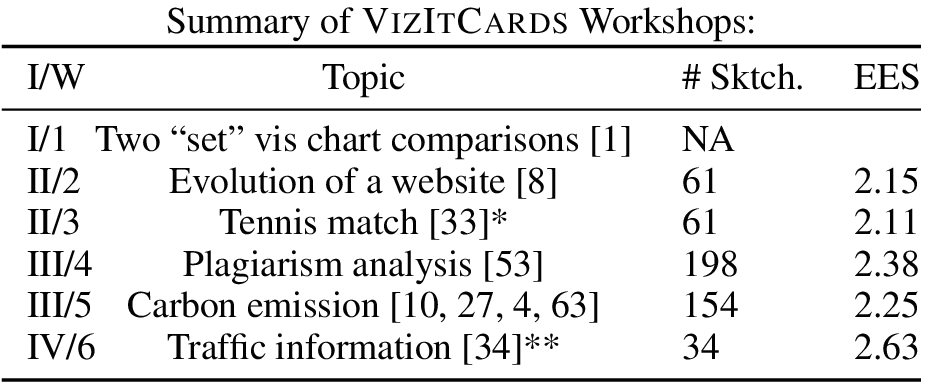 Summary of VIZITCARDS Workshops:
I/W Topic # Sktch. EES
I/1 Two “set” vis chart comparisons [1] NA
II/2 Evolution of a website [8] 61 2.15
II/3 Tennis match [33]* 61 2.11
III/4 Plagiarism analysis [53] 198 2.38
III/5 Carbon emission [10, 27, 4, 63] 154 2.25
IV/6 Traffic information [34]** 34 2.63